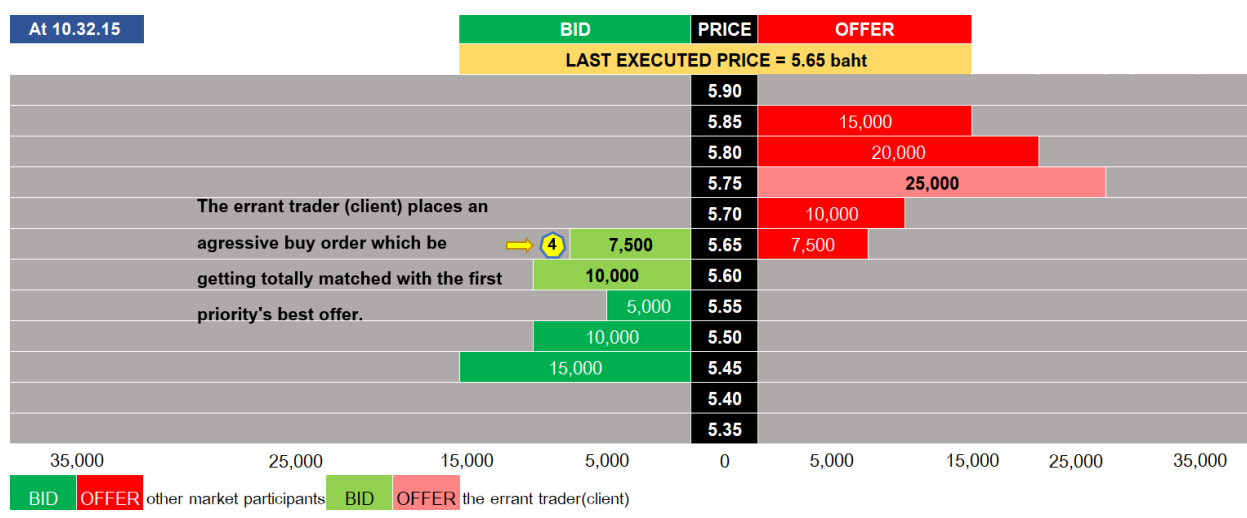 At 10.32.15
BID PRICE OFFER
LAST EXECUTED PRICE = 5.65 baht
5.90
5.85 15,000
5.80 20,000
5.75 25,000
The errant trader (client) places an
5.70 10,000
agressive buy order which be
4 7,500 5.65 7,500
getting totally matched with the first
10,000 5.60
priority's best offer.
5,000 5.55
10,000 5.50
15,000 5.45
5.40
5.35
35,000 25,000 15,000 5,000 0 5,000 15,000 25,000 35,000
BID OFFER other market participants BID OFFER the errant trader(client)